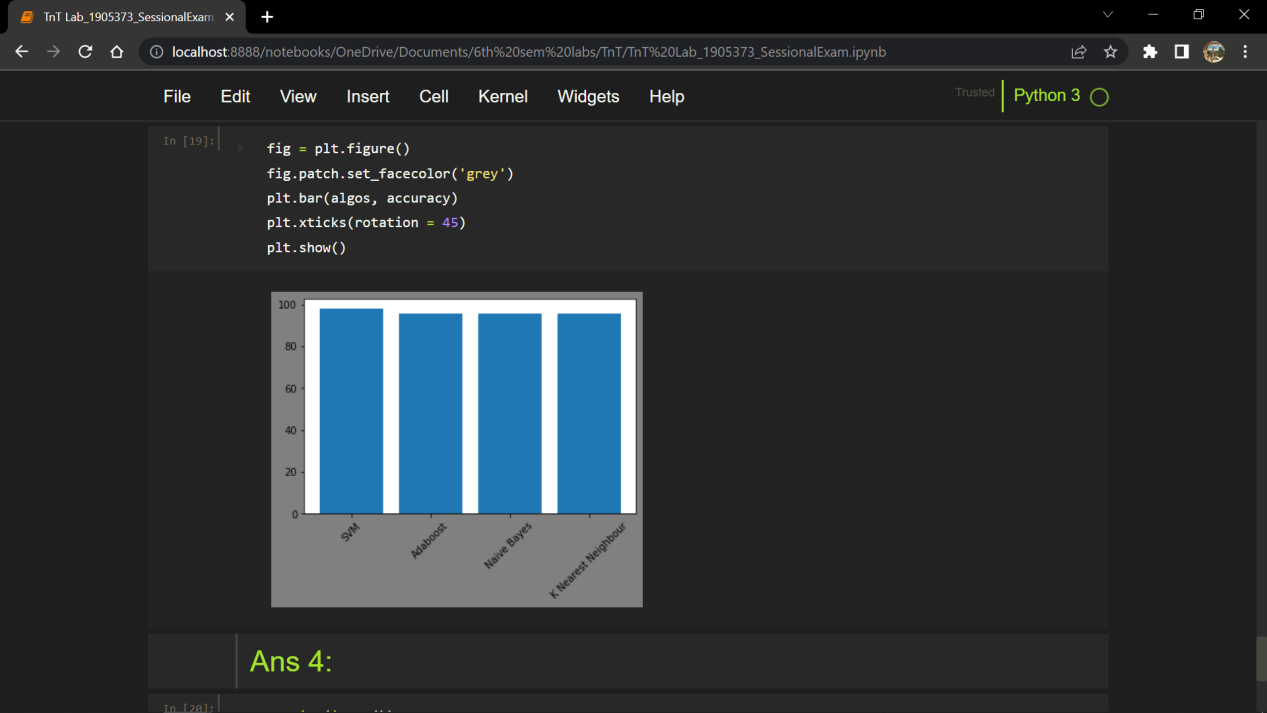 TnT Lab_1905373_SessionalExam
localhost:8888/notebooks/OneDrive/Documents/6th%20sem%20labs/TnT/TnT%20Lab_1905373_SessionalExam.ipynb
File Edit View Insert Cell Kernel Widgets Help Trusted Python 3
In [19]:
fig = plt.figure()
fig.patch.set_facecolor('grey')
plt.bar(algos, accuracy)
plt.xticks(rotation = 45)
plt.show()
100
80
60
40
20
0
SVM
Adaboost
Naive Bayes
K Nearest Neighbour
Ans 4:
In [20]: